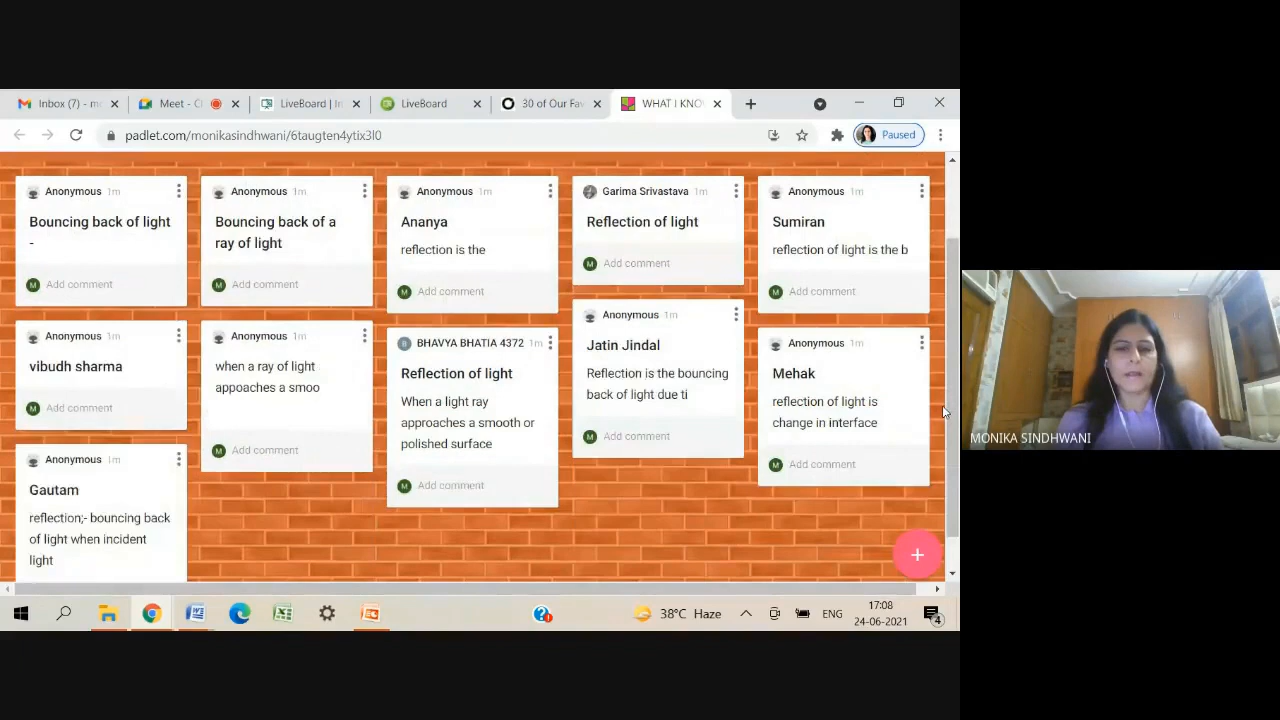 Inbox (7) - m
Meet - C
LiveBoard | In
LiveBoard
30 of Our Fav
WHAT I KNO
padlet.com/monikasindhwani/6taugten4ytix3l0
Paused
Anonymous 1m
Bouncing back of light
-
M Add comment
Anonymous 1m
vibudh sharma
M Add comment
Anonymous 1m
Gautam
reflection;- bouncing back
of light when incident
light
Anonymous 1m
Bouncing back of a
ray of light
M Add comment
Anonymous 1m
when a ray of light
appoaches a smoo
M Add comment
Anonymous 1m
Ananya
reflection is the
M Add comment
B BHAVYA BHATIA 4372 1m
Reflection of light
When a light ray
approaches a smooth or
polished surface
M Add comment
Garima Srivastava 1m
Reflection of light
M Add comment
Anonymous 1m
Jatin Jindal
Reflection is the bouncing
back of light due ti
M Add comment
Anonymous 1m
Sumiran
reflection of light is the b
M Add comment
Anonymous 1m
Mehak
reflection of light is
change in interface
M Add comment
MONIKA SINDHWANI
38°C Haze
ENG
17:08
24-06-2021
4